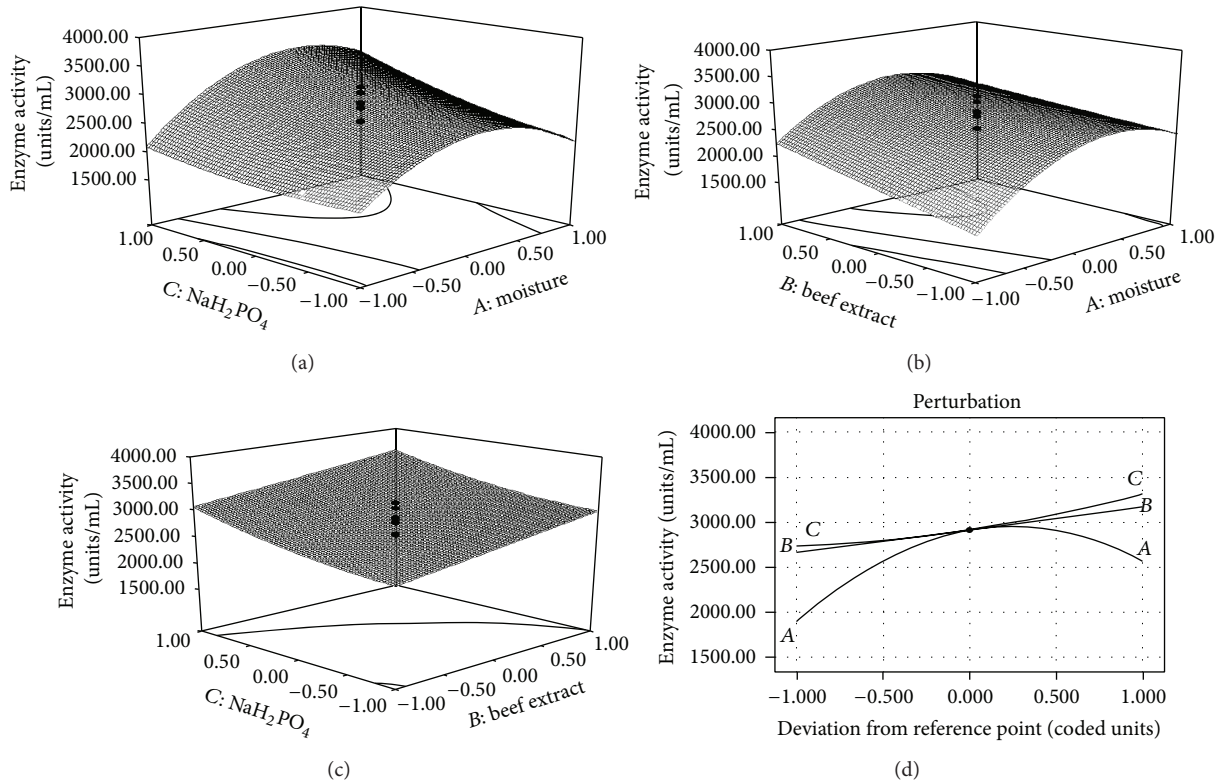 4000.00
3500.00
3000.00
2500.00
2000.00
1500.00
Enzyme activity
(units/mL)
1.00
0.50
0.00
−0.50
−1.00
C: NaH₂PO₄
−1.00
−0.50
0.00
0.50
1.00
A: moisture
(a)
4000.00
3500.00
3000.00
2500.00
2000.00
1500.00
Enzyme activity
(units/mL)
1.00
0.50
0.00
−0.50
−1.00
B: beef extract
−1.00
−0.50
0.00
0.50
1.00
A: moisture
(b)
4000.00
3500.00
3000.00
2500.00
2000.00
1500.00
Enzyme activity
(units/mL)
1.00
0.50
0.00
−0.50
−1.00
C: NaH₂PO₄
−1.00
−0.50
0.00
0.50
1.00
B: beef extract
(c)
Perturbation
4000.00
3500.00
3000.00
2500.00
2000.00
1500.00
Enzyme activity (units/mL)
C
B
A
C
B
A
−1.000
−0.500
0.000
0.500
1.000
Deviation from reference point (coded units)
(d)